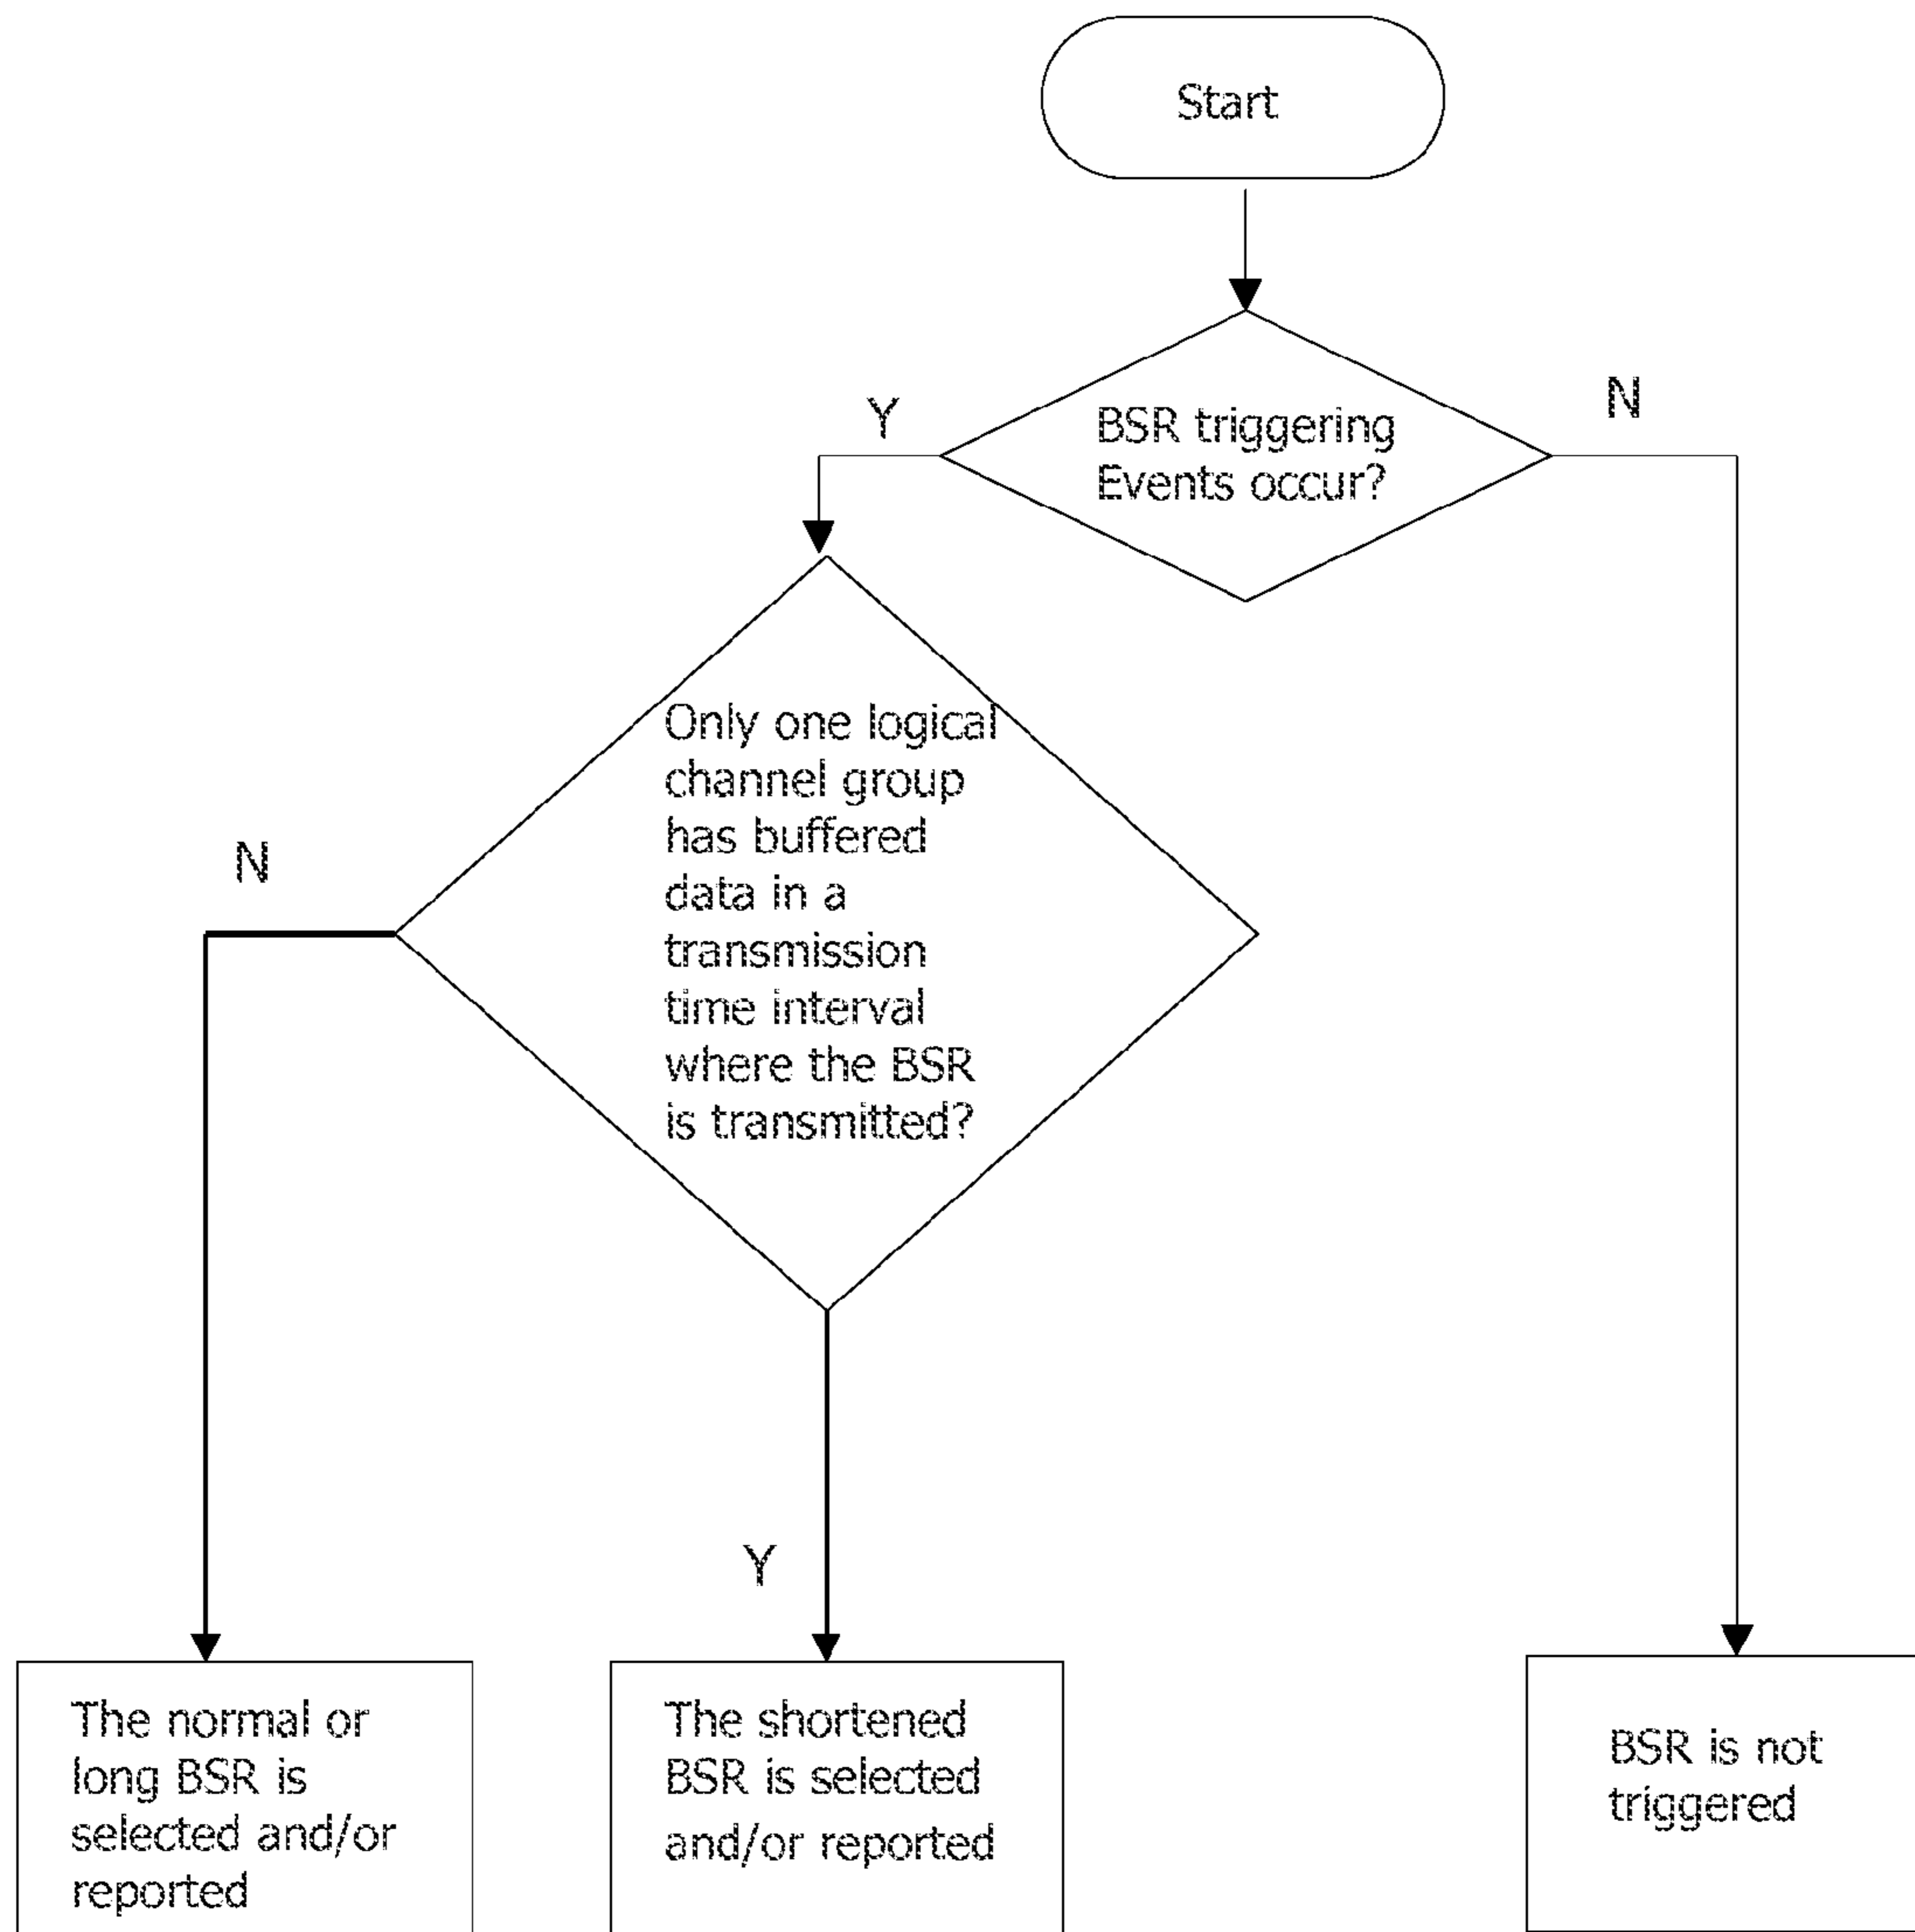 Start
Y
N
BSR triggering
Events occur?
Only one logical
channel group
has buffered
data in a
transmission
time interval
where the BSR
is transmitted?
N
Y
The normal or
long BSR is
selected and/or
reported
The shortened
BSR is selected
and/or reported
BSR is not
triggered